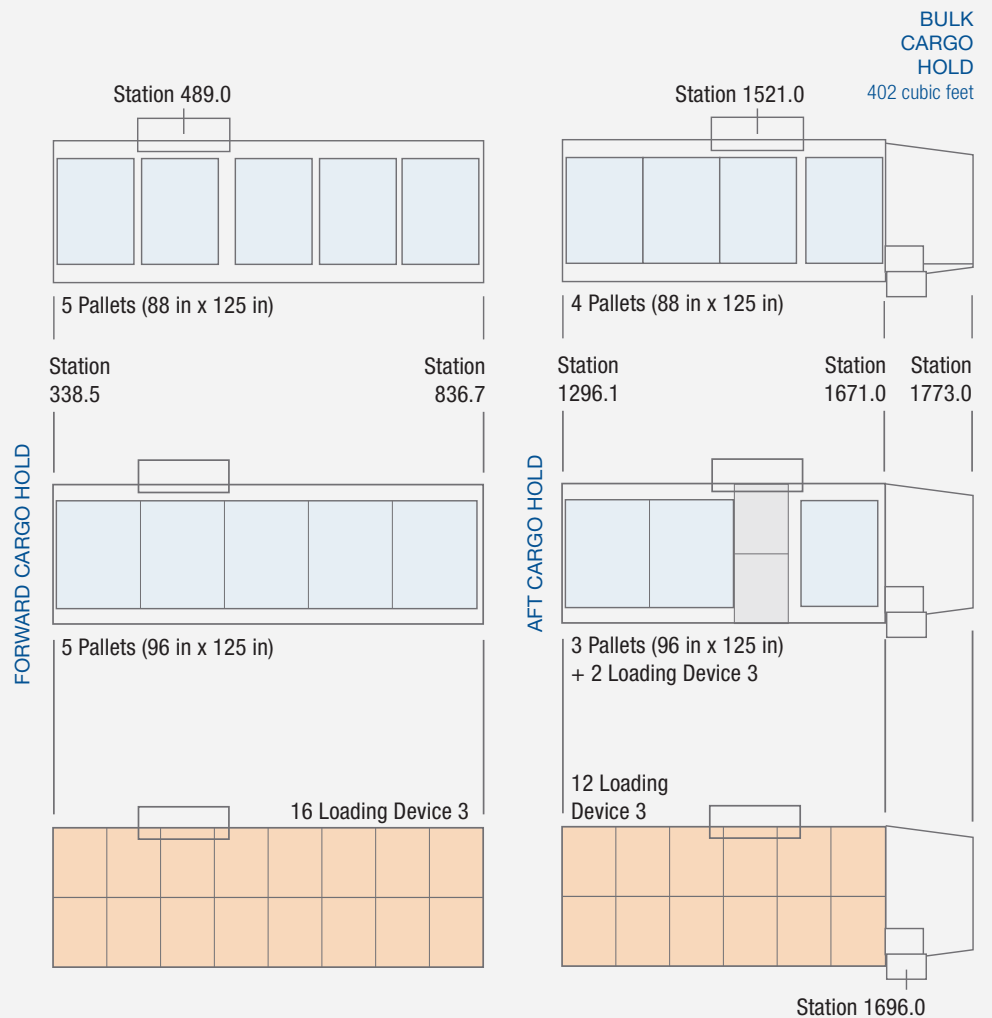 BULK
CARGO
HOLD
402 cubic feet
Station 489.0
Station 1521.0
5 Pallets (88 in x 125 in)
4 Pallets (88 in x 125 in)
Station
338.5
Station
836.7
Station
1296.1
Station
1671.0
Station
1773.0
FORWARD CARGO HOLD
AFT CARGO HOLD
5 Pallets (96 in x 125 in)
3 Pallets (96 in x 125 in)
+ 2 Loading Device 3
16 Loading Device 3
12 Loading
Device 3
Station 1696.0